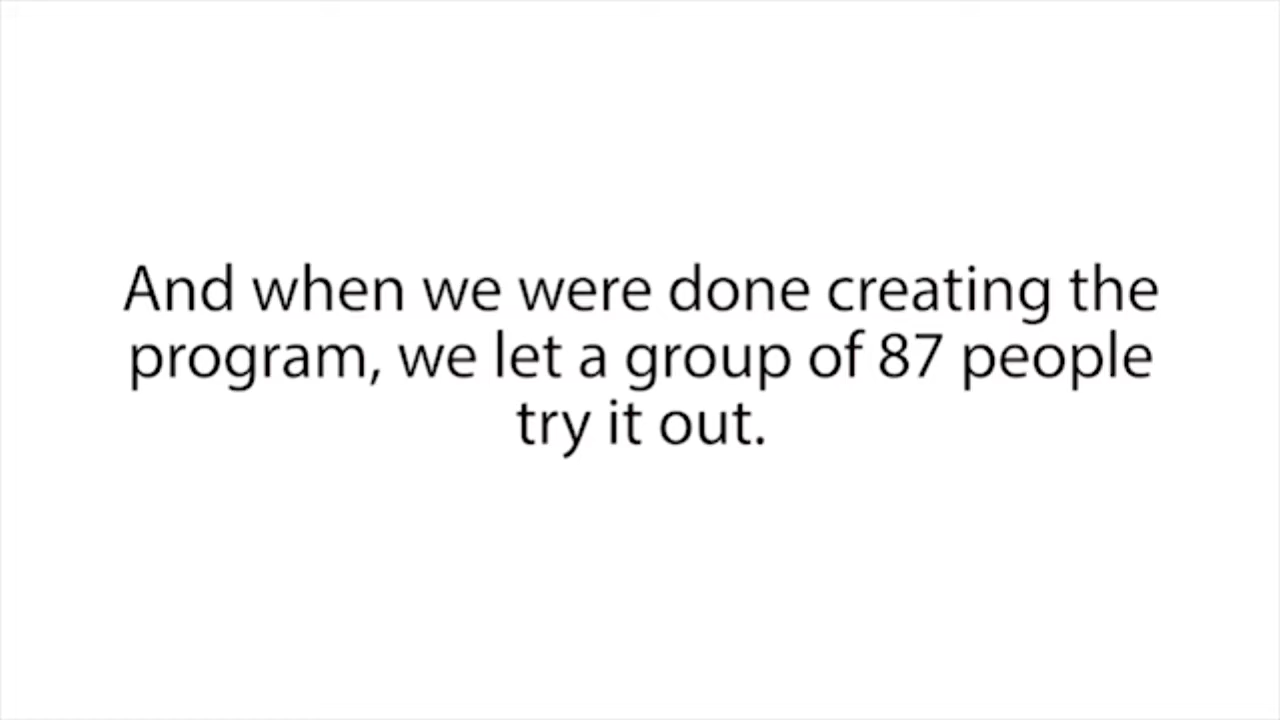 And when we were done creating the
program, we let a group of 87 people
try it out.